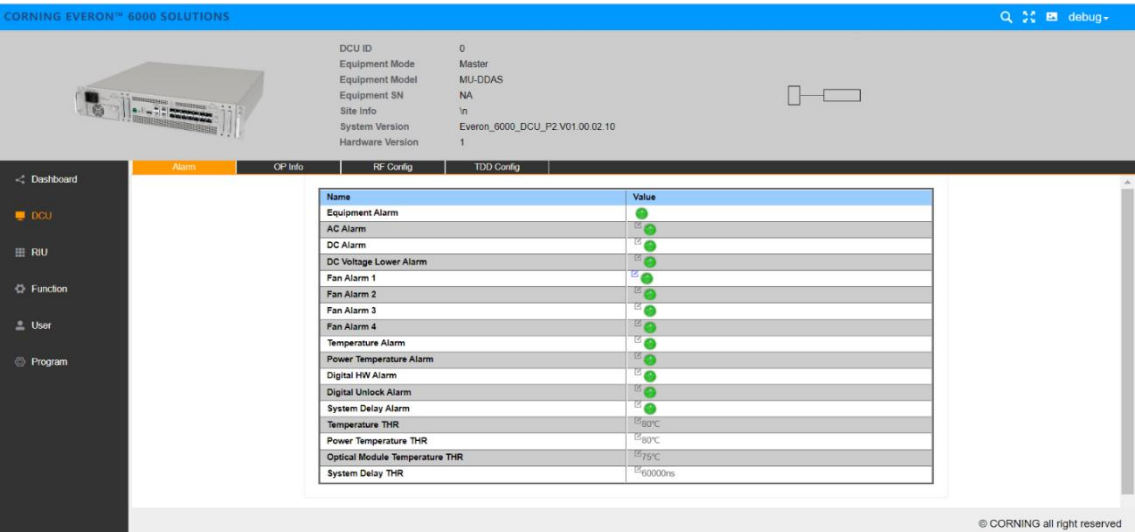 CORNING EVERON™ 6000 SOLUTIONS
debug
DCU ID 0
Equipment Mode Master
Equipment Model MU-DDAS
Equipment SN NA
Site Info \n
System Version Everon_6000_DCU_P2.V01.00.02.10
Hardware Version 1
Alarm OP Info RF Config TDD Config
Dashboard
DCU
RIU
Function
User
Program
Name Value
Equipment Alarm
AC Alarm
DC Alarm
DC Voltage Lower Alarm
Fan Alarm 1
Fan Alarm 2
Fan Alarm 3
Fan Alarm 4
Temperature Alarm
Power Temperature Alarm
Digital HW Alarm
Digital Unlock Alarm
System Delay Alarm
Temperature THR 80℃
Power Temperature THR 80℃
Optical Module Temperature THR 75℃
System Delay THR 60000ns
© CORNING all right reserved